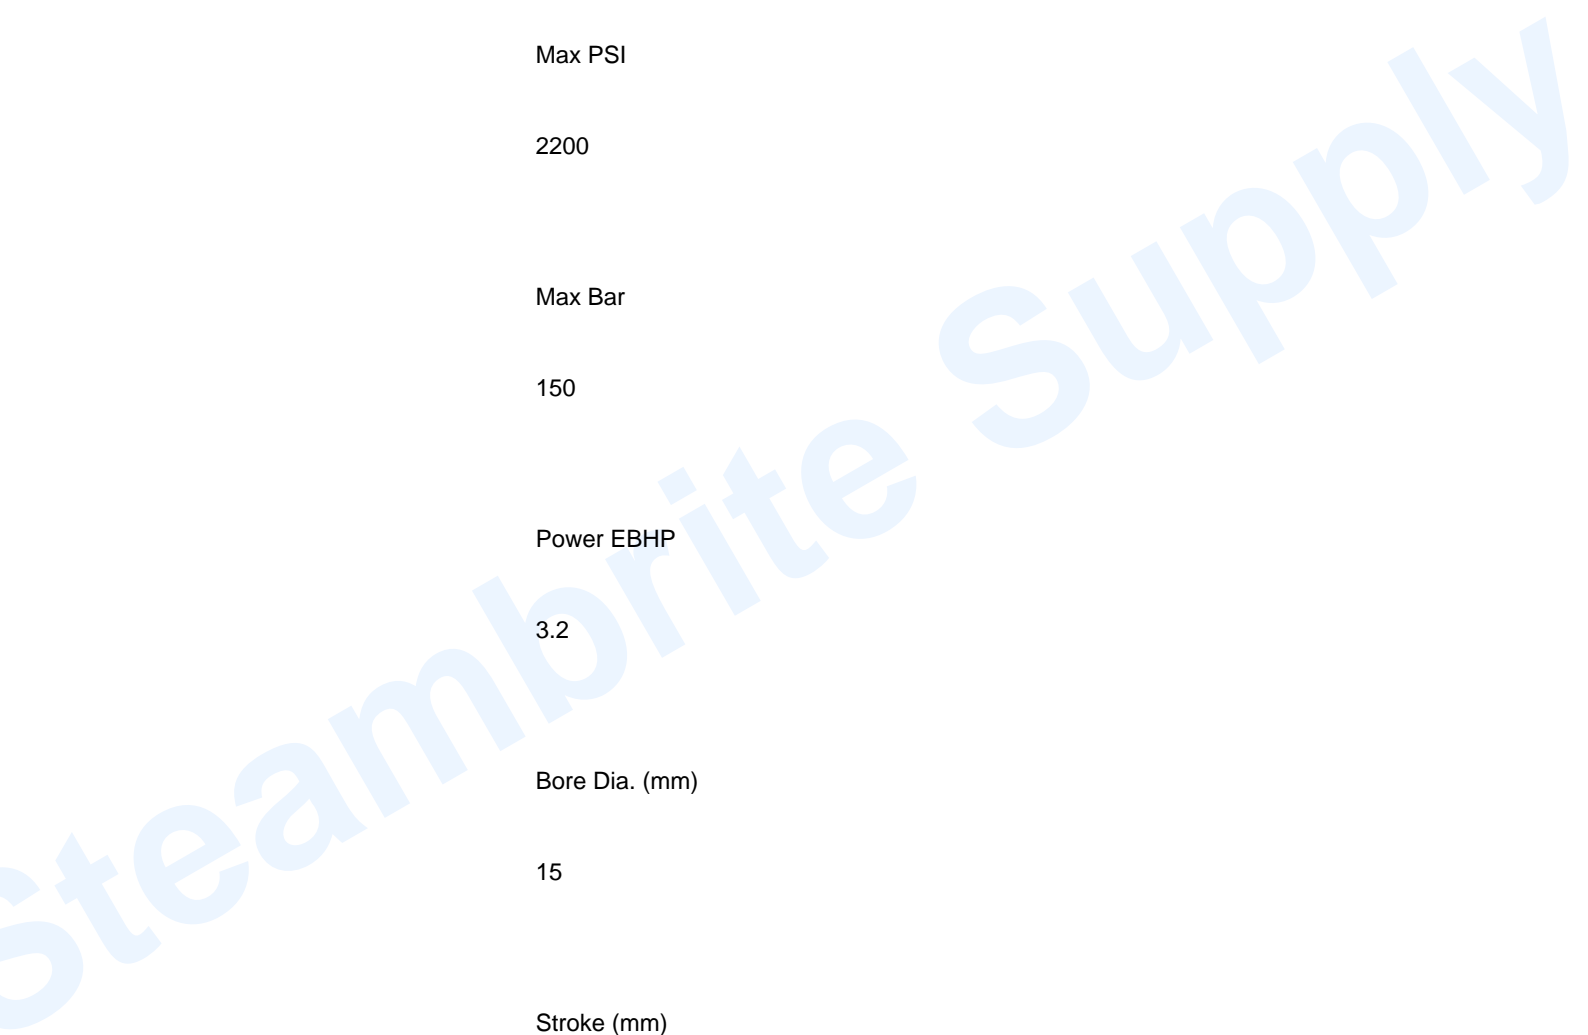 Max PSI
2200
Max Bar
150
Power EBHP
3.2
Bore Dia. (mm)
15
Stroke (mm)
Steambrite Supply